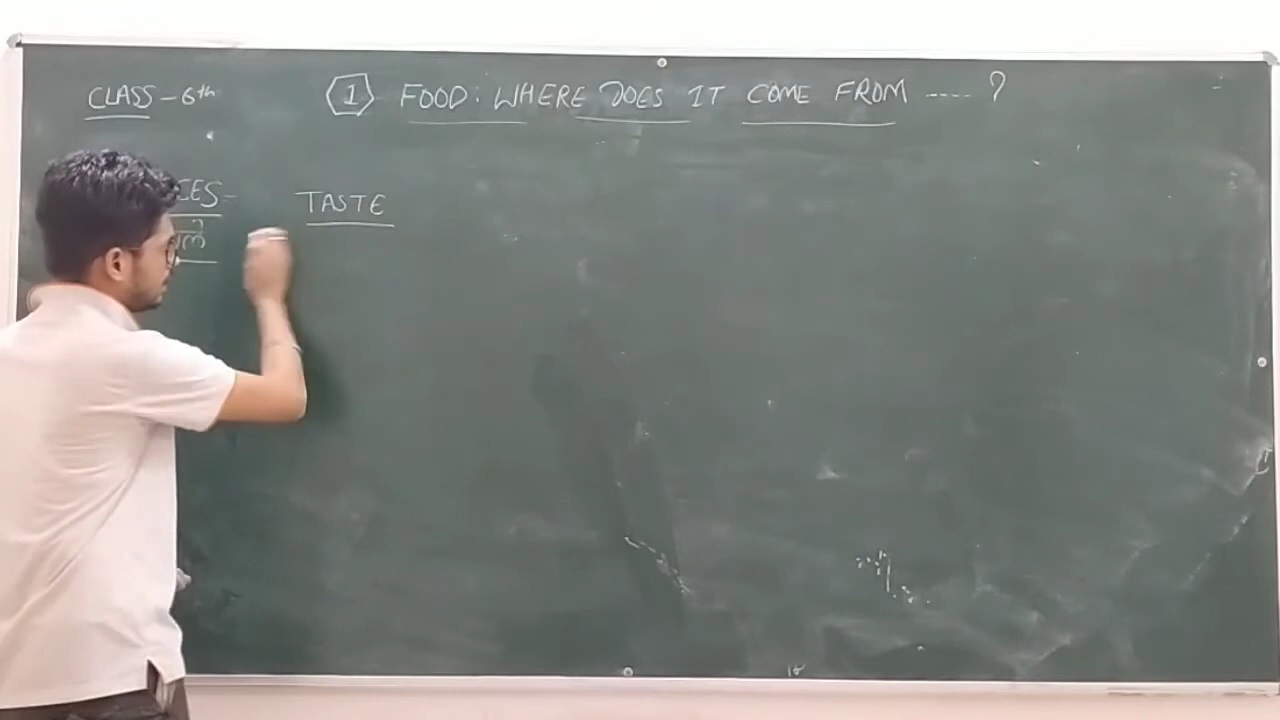 CLASS-6th
1 FOOD: WHERE DOES IT COME FROM ---- ?
TASTE